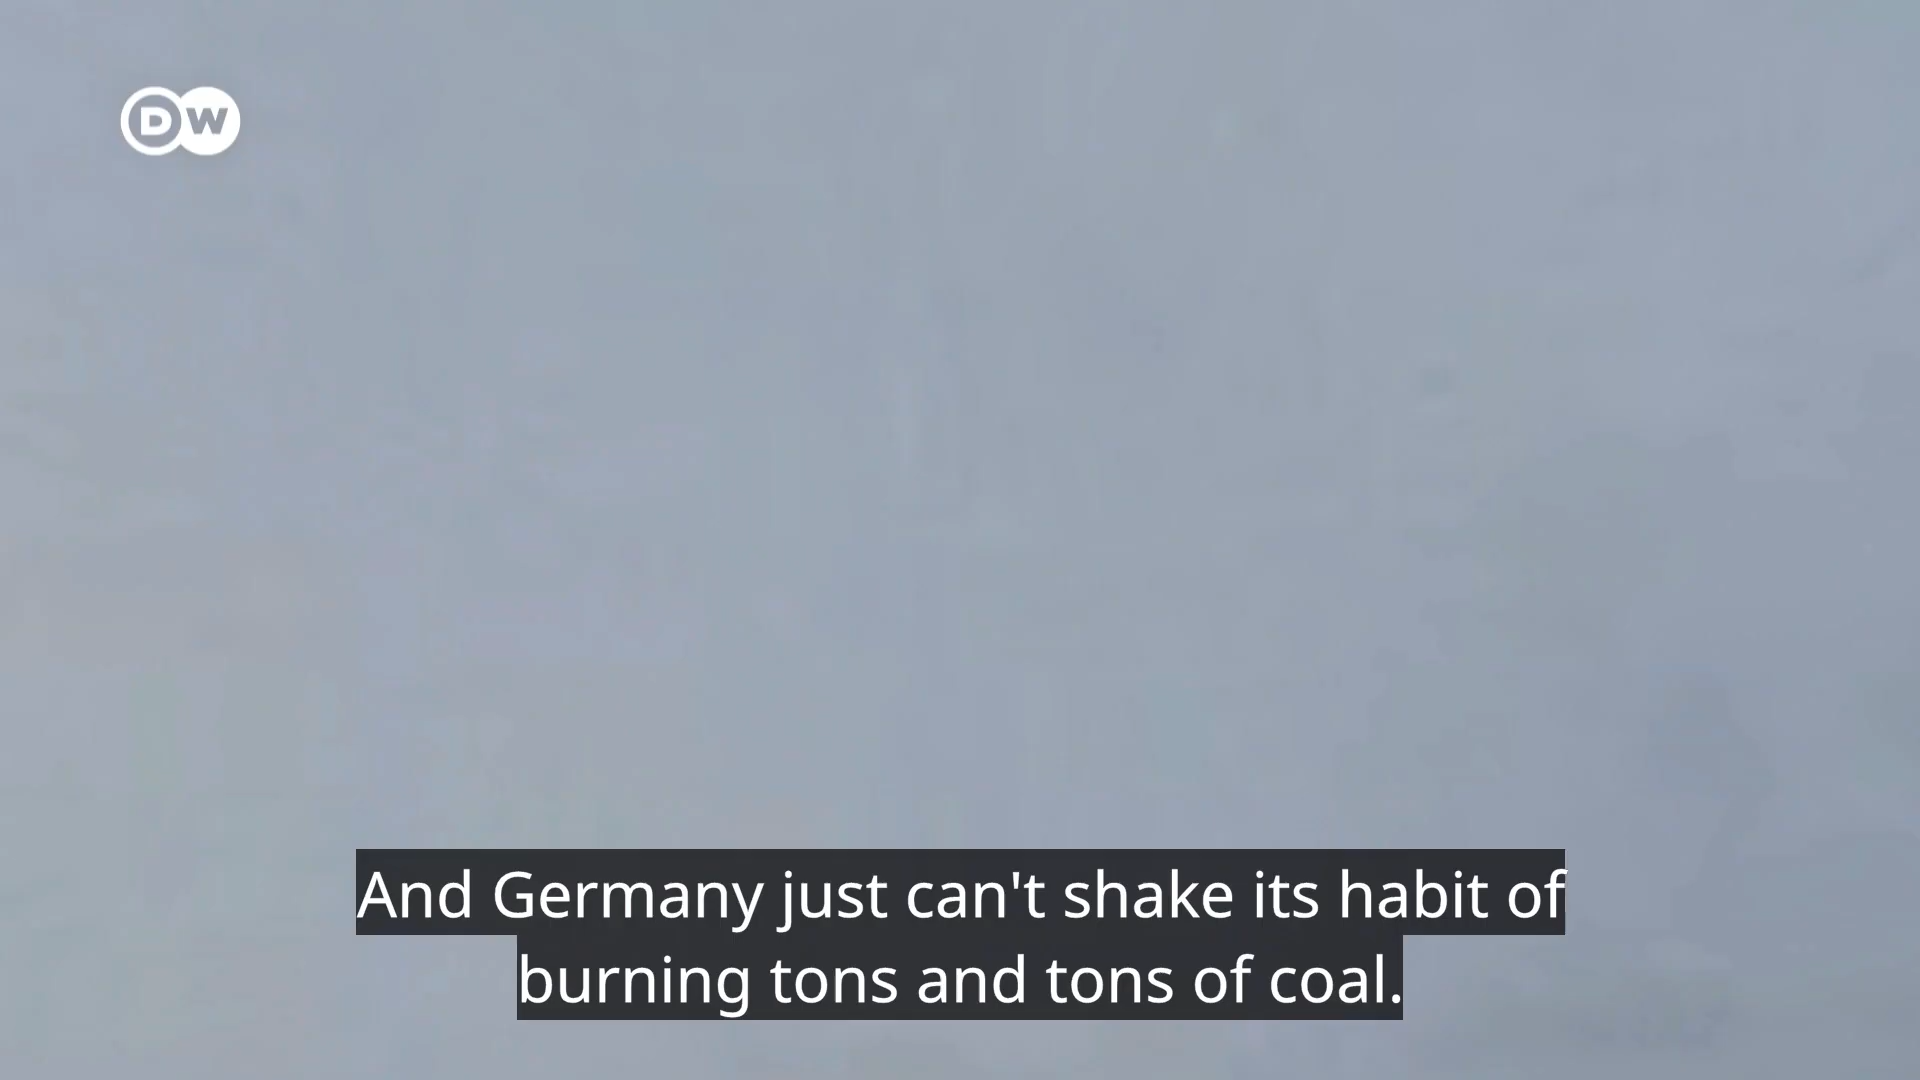 DW
And Germany just can't shake its habit of
burning tons and tons of coal.